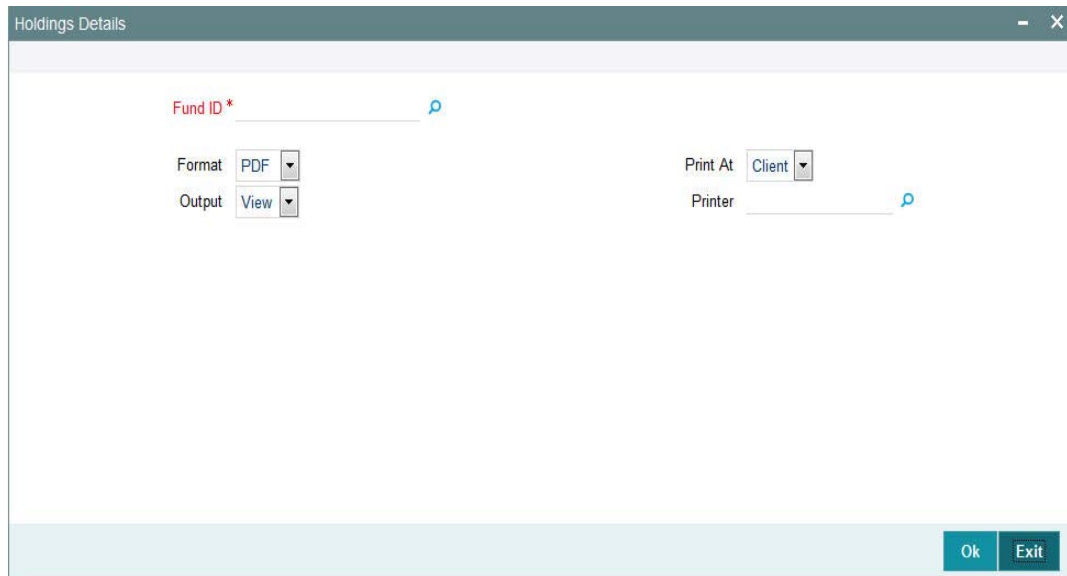 Holdings Details
Fund ID *
Format PDF
Print At Client
Output View
Printer
Ok Exit